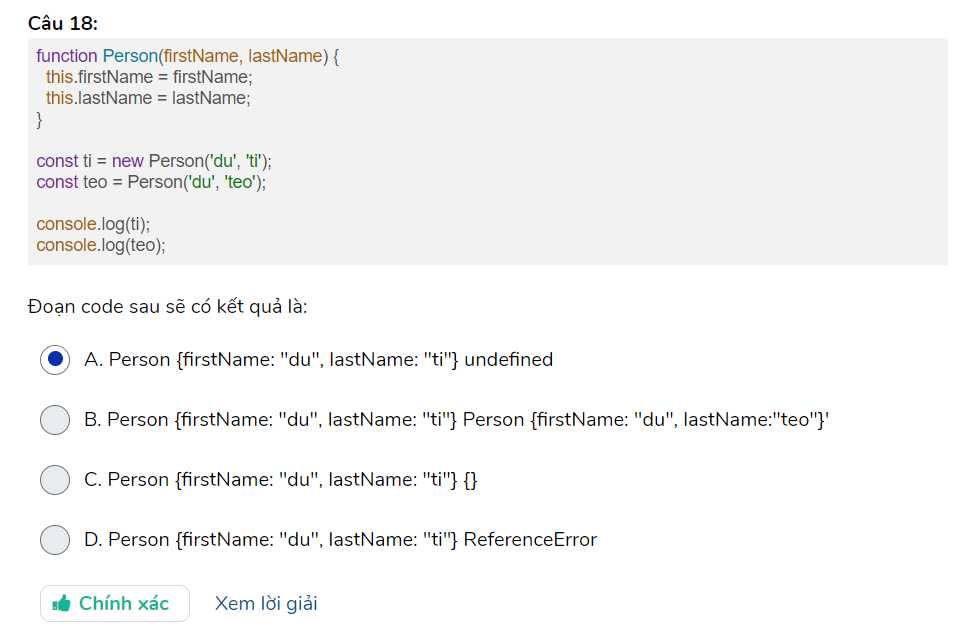 Câu 18:
function Person(firstName, lastName) {
this.firstName = firstName;
this.lastName = lastName;
}
const ti = new Person('du', 'ti');
const teo = Person('du', 'teo');
console.log(ti);
console.log(teo);
Đoạn code sau sẽ có kết quả là:
A. Person {firstName: "du", lastName: "ti"} undefined
B. Person {firstName: "du", lastName: "ti"} Person {firstName: "du", lastName:"teo"}'
C. Person {firstName: "du", lastName: "ti"} {}
D. Person {firstName: "du", lastName: "ti"} ReferenceError
Chính xác Xem lời giải